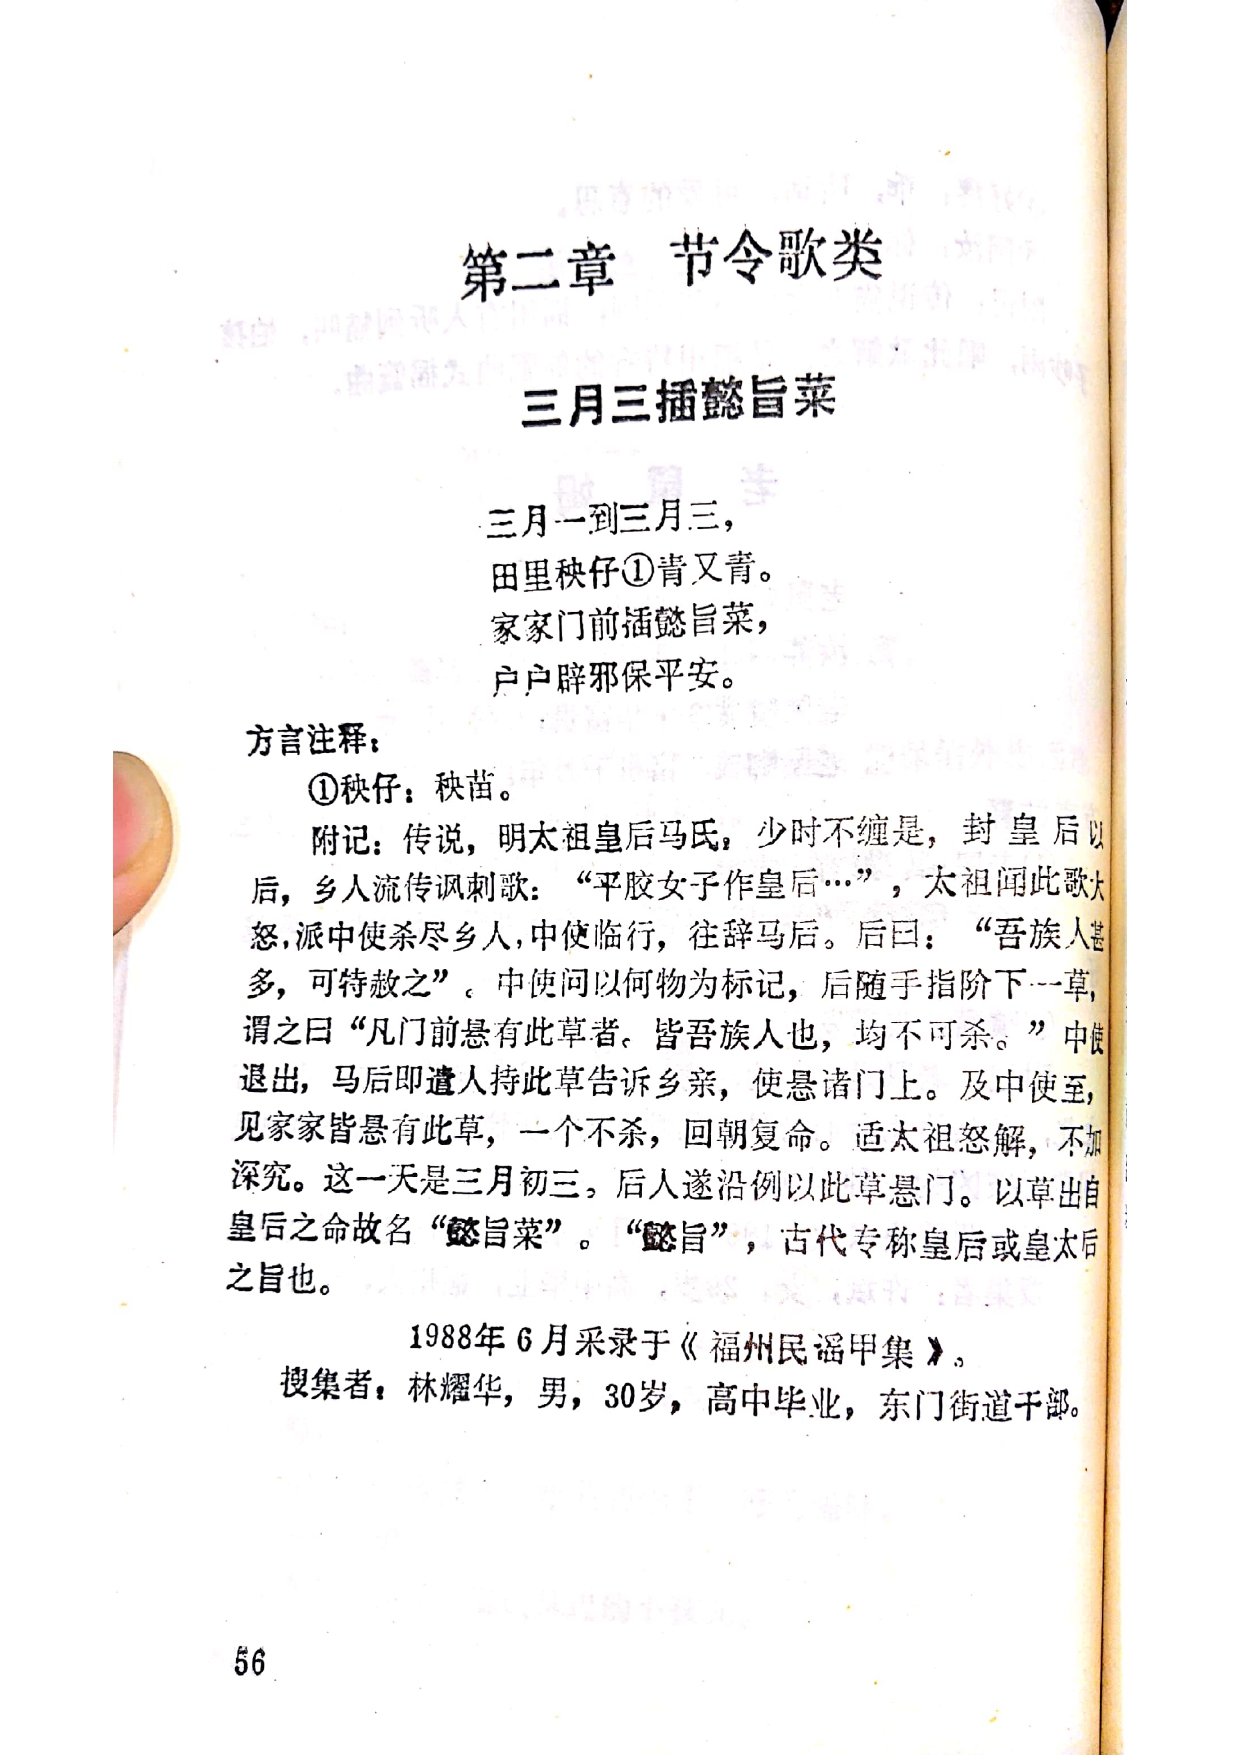 第二章　节令歌类
三月三插懿旨菜
三月一到三月三，
田里秧仔①青又青。
家家门前插懿旨菜，
户户辟邪保平安。
方言注释：
①秧仔：秧苗。
附记：传说，明太祖皇后马氏，少时不缠是，封皇后以
后，乡人流传讽刺歌：“平胶女子作皇后…”，太祖闻此歌大
怒，派中使杀尽乡人，中使临行，往辞马后。后曰：“吾族人甚
多，可特赦之”。中使问以何物为标记，后随手指阶下一草，
谓之曰“凡门前悬有此草者。皆吾族人也，均不可杀。”中使
退出，马后即遣人持此草告诉乡亲，使悬诸门上。及中使至，
见家家皆悬有此草，一个不杀，回朝复命。适太祖怒解，不加
深究。这一天是三月初三，后人遂沿例以此草悬门。以草出自
皇后之命故名“懿旨菜”。“懿旨”，古代专称皇后或皇太后
之旨也。
1988年6月采录于《福州民谣甲集》。
搜集者：林耀华，男，30岁，高中毕业，东门街道干部。
56